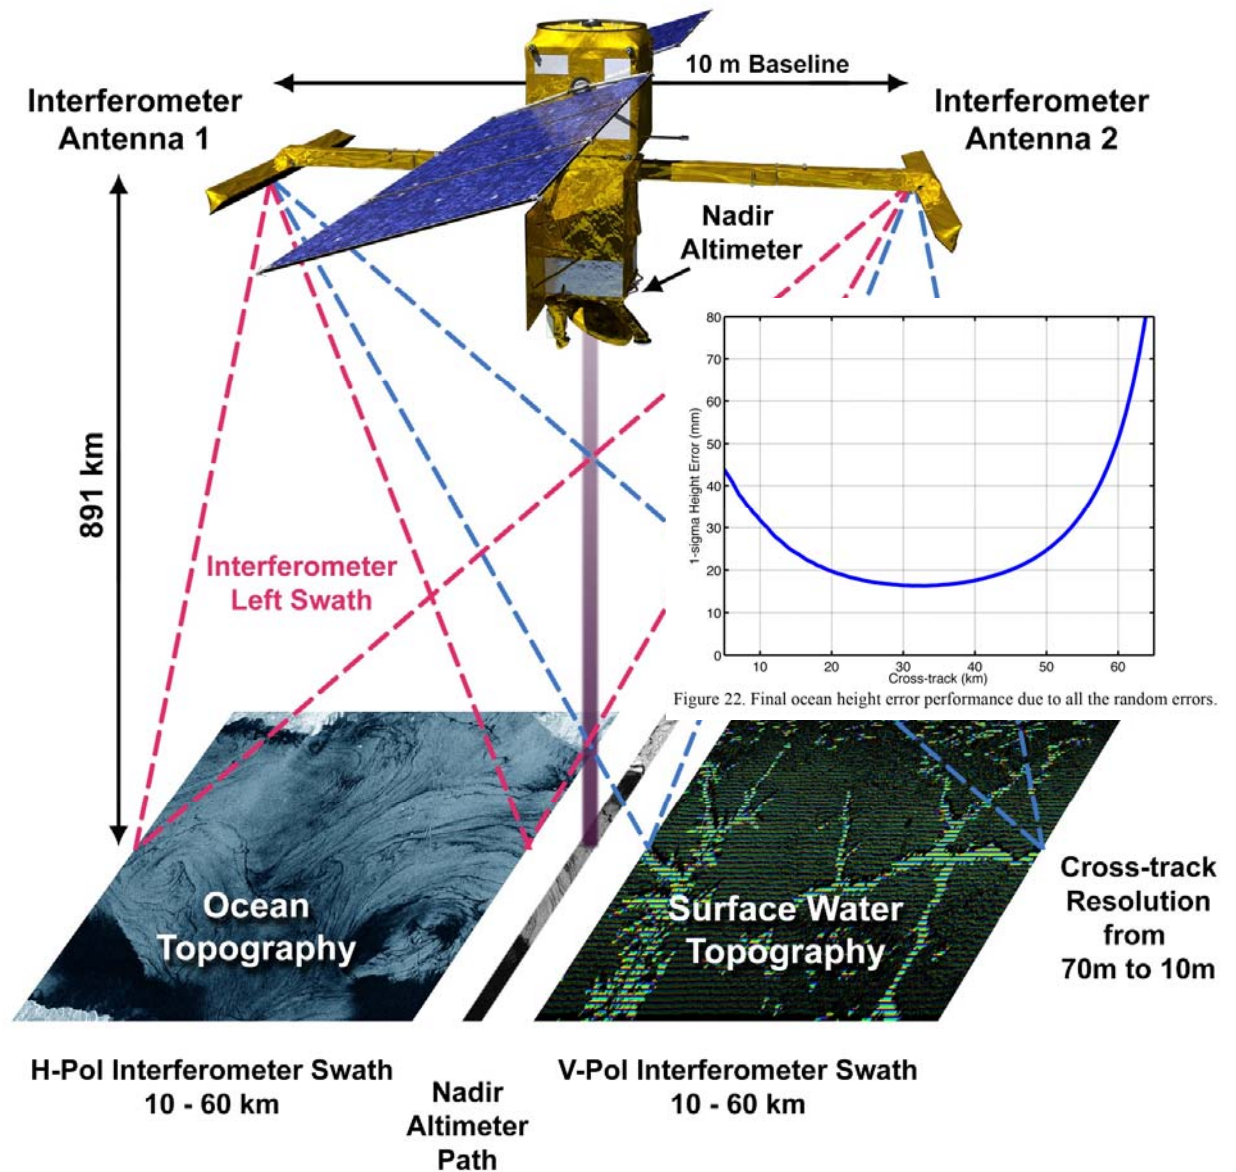 10 m Baseline
Interferometer
Antenna 1
Interferometer
Antenna 2
Nadir
Altimeter
891 km
Interferometer
Left Swath
80
70
60
50
40
30
20
10
0
1-sigma Height Error (mm)
10 20 30 40 50 60
Cross-track (km)
Figure 22. Final ocean height error performance due to all the random errors.
Ocean
Topography
Surface Water
Topography
Cross-track
Resolution
from
70m to 10m
H-Pol Interferometer Swath
10 - 60 km
Nadir
Altimeter
Path
V-Pol Interferometer Swath
10 - 60 km